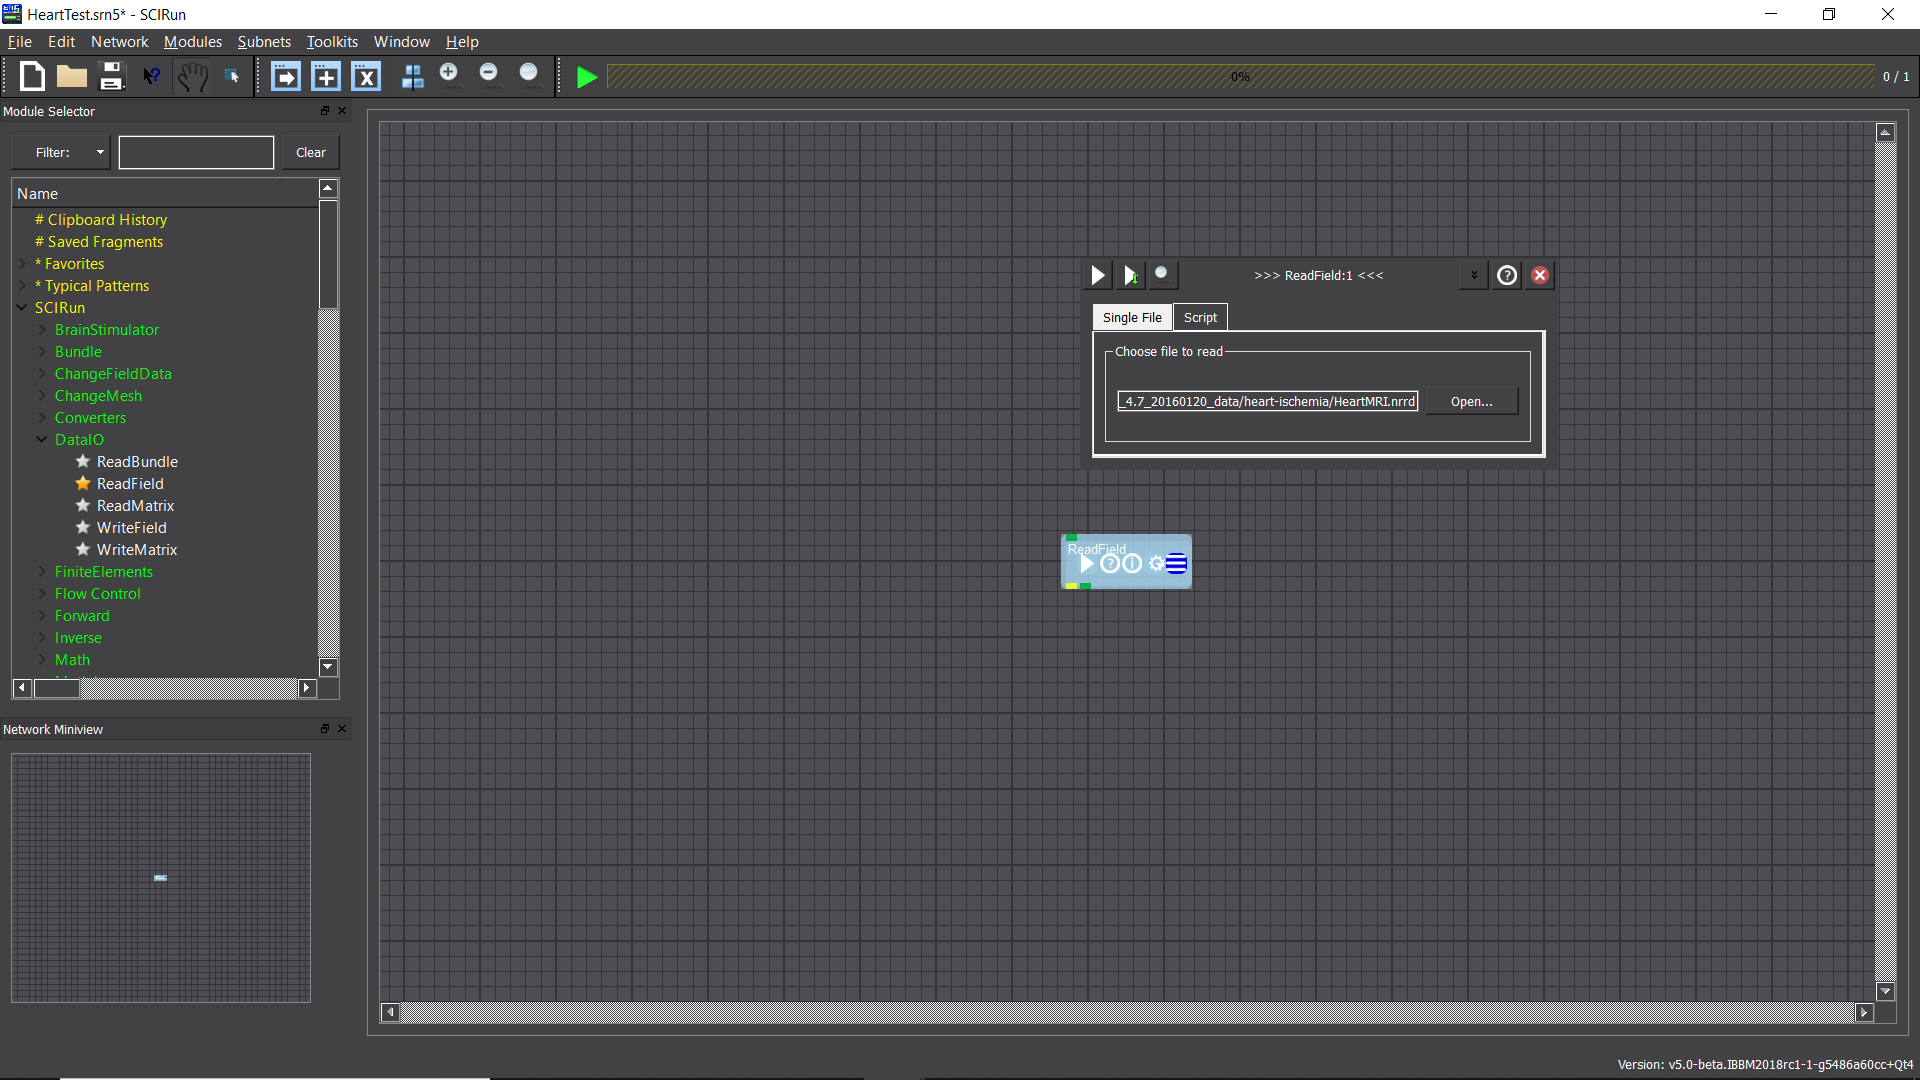 HeartTest.srn5* - SCIRun
File Edit Network Modules Subnets Toolkits Window Help
0%
0 / 1
Module Selector
Filter:
Clear
Name
# Clipboard History
# Saved Fragments
* Favorites
* Typical Patterns
SCIRun
BrainStimulator
Bundle
ChangeFieldData
ChangeMesh
Converters
DataIO
ReadBundle
ReadField
ReadMatrix
WriteField
WriteMatrix
FiniteElements
Flow Control
Forward
Inverse
Math
Network Miniview
>>> ReadField:1 <<<
Single File
Script
Choose file to read
_4.7_20160120_data/heart-ischemia/HeartMRI.nrrd
Open...
ReadField
Version: v5.0-beta.IBBM2018rc1-1-g5486a60cc+Qt4